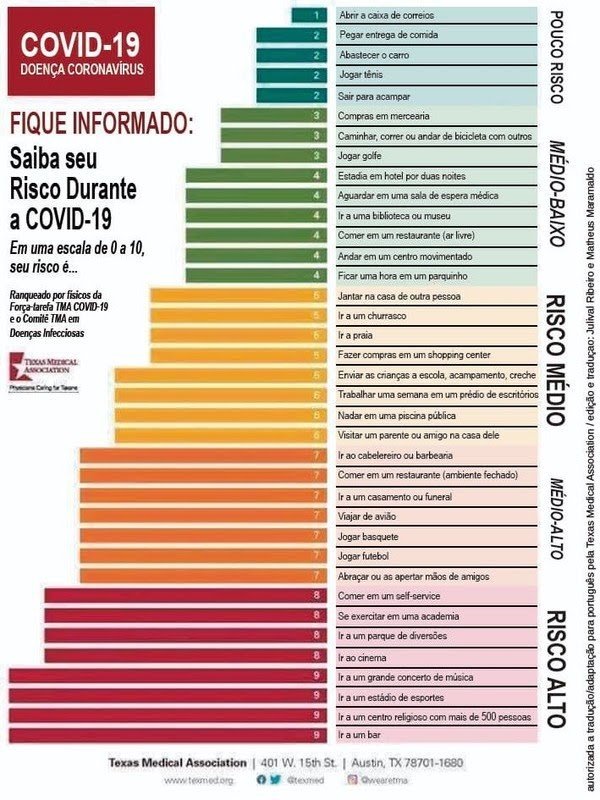 COVID-19
DOENÇA CORONAVÍRUS
FIQUE INFORMADO:
Saiba seu
Risco Durante
a COVID-19
Em uma escala de 0 a 10,
seu risco é...
Ranqueado por físicos da
Força-tarefa TMA COVID-19
e o Comitê TMA em
Doenças Infecciosas
TEXAS MEDICAL
ASSOCIATION
Physicians Caring for Texans
POUCO RISCO
1 Abrir a caixa de correios
2 Pegar entrega de comida
2 Abastecer o carro
2 Jogar tênis
2 Sair para acampar
MÉDIO-BAIXO
3 Compras em mercearia
3 Caminhar, correr ou andar de bicicleta com outros
3 Jogar golfe
4 Estadia em hotel por duas noites
4 Aguardar em uma sala de espera médica
4 Ir a uma biblioteca ou museu
4 Comer em um restaurante (ar livre)
4 Andar em um centro movimentado
4 Ficar uma hora em um parquinho
RISCO MÉDIO
5 Jantar na casa de outra pessoa
5 Ir a um churrasco
5 Ir a praia
5 Fazer compras em um shopping center
6 Enviar as crianças a escola, acampamento, creche
6 Trabalhar uma semana em um prédio de escritórios
6 Nadar em uma piscina pública
6 Visitar um parente ou amigo na casa dele
MÉDIO-ALTO
7 Ir ao cabelereiro ou barbearia
7 Comer em um restaurante (ambiente fechado)
7 Ir a um casamento ou funeral
7 Viajar de avião
7 Jogar basquete
7 Jogar futebol
7 Abraçar ou as apertar mãos de amigos
RISCO ALTO
8 Comer em um self-service
8 Se exercitar em uma academia
8 Ir a um parque de diversões
8 Ir ao cinema
9 Ir a um grande concerto de música
9 Ir a um estádio de esportes
9 Ir a um centro religioso com mais de 500 pessoas
9 Ir a um bar
autorizada a tradução/adaptação para português pela Texas Medical Association / edição e traduçao: Julival Ribeiro e Matheus Maramaldo
Texas Medical Association | 401 W. 15th St. | Austin, TX 78701-1680
www.texmed.org @texmed @wearetma